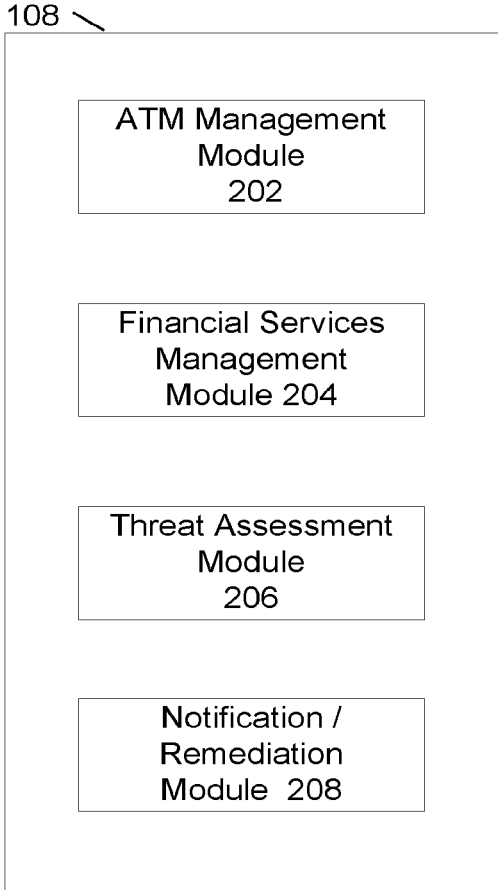 108
ATM Management
Module
202
Financial Services
Management
Module 204
Threat Assessment
Module
206
Notification /
Remediation
Module 208